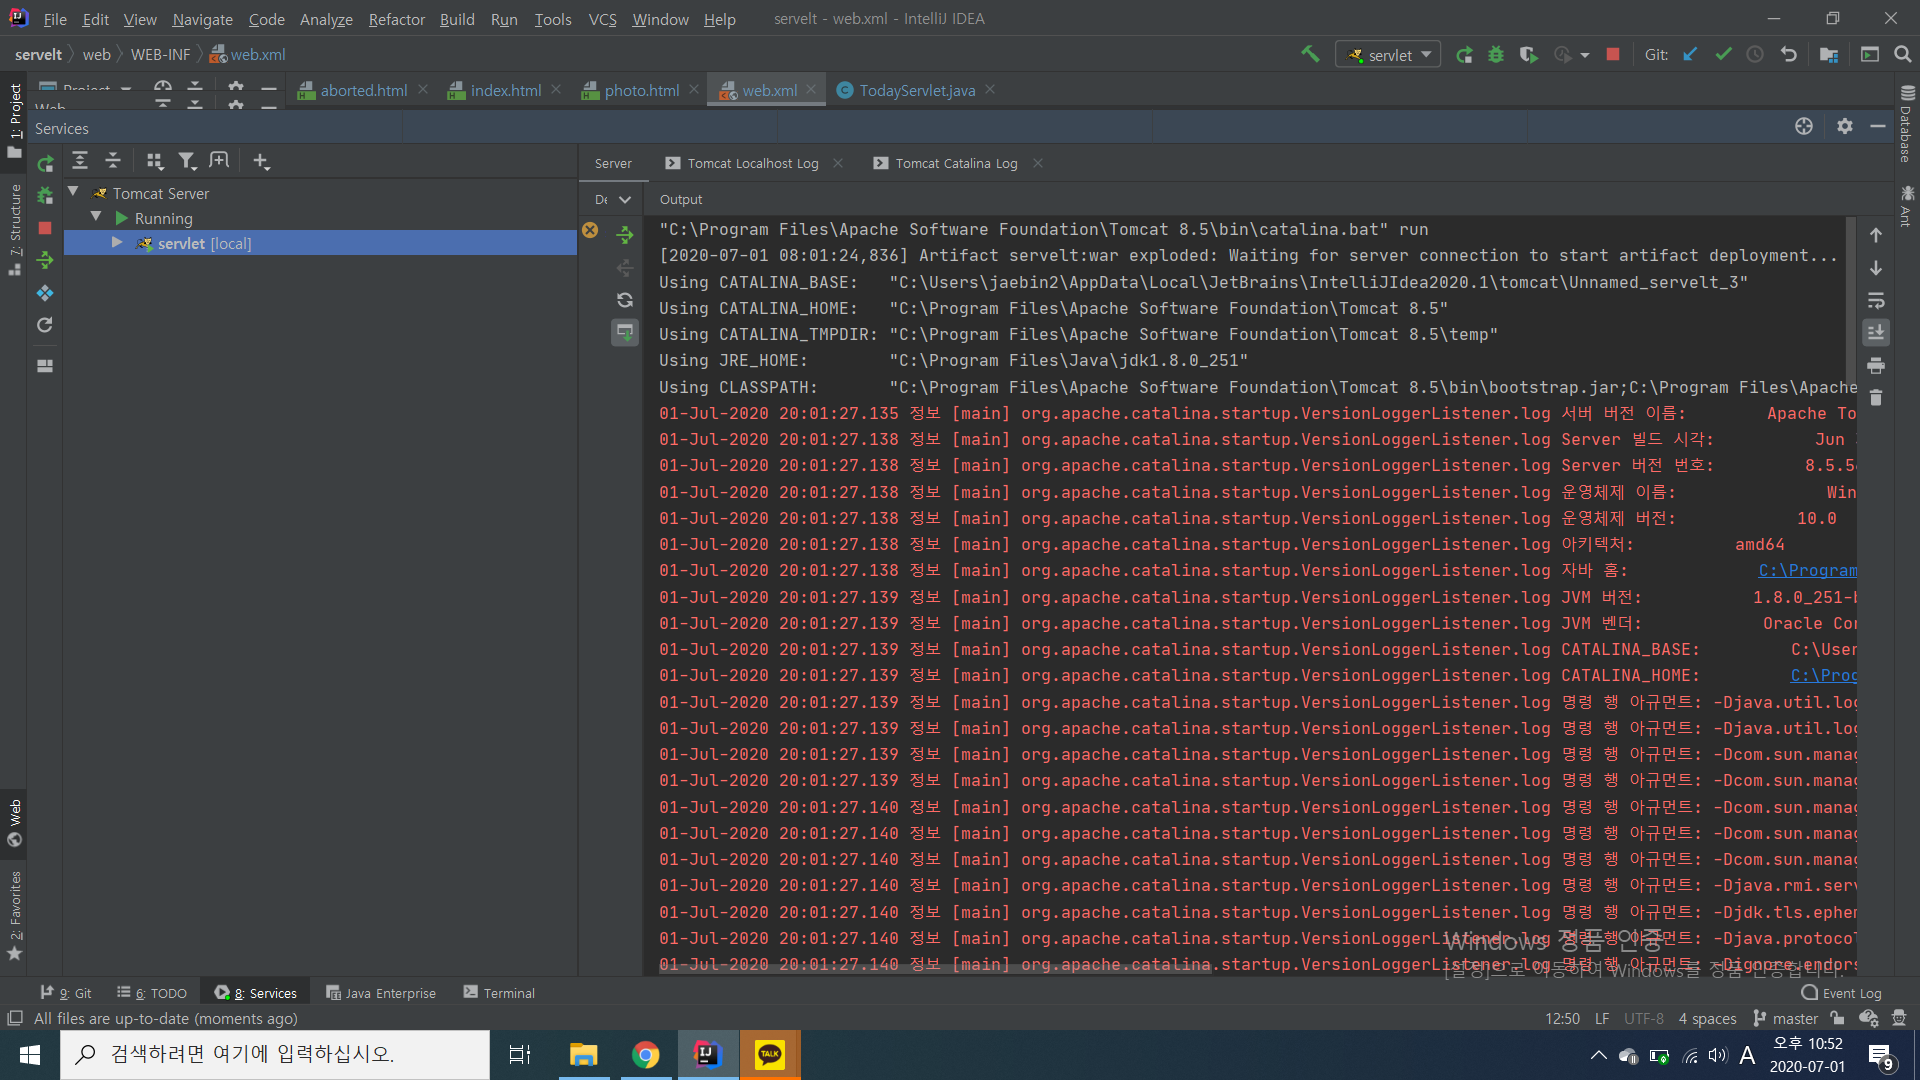 File Edit View Navigate Code Analyze Refactor Build Run Tools VCS Window Help servelt - web.xml - IntelliJ IDEA
servelt web WEB-INF web.xml servlet Git:
Project aborted.html index.html photo.html web.xml TodayServlet.java
Web
1: Project
7: Structure
Web
2: Favorites
Database
Ant
Services
Server Tomcat Localhost Log Tomcat Catalina Log
Tomcat Server
Running
servlet [local]
Output
"C:\Program Files\Apache Software Foundation\Tomcat 8.5\bin\catalina.bat" run
[2020-07-01 08:01:24,836] Artifact servelt:war exploded: Waiting for server connection to start artifact deployment...
Using CATALINA_BASE: "C:\Users\jaebin2\AppData\Local\JetBrains\IntelliJIdea2020.1\tomcat\Unnamed_servelt_3"
Using CATALINA_HOME: "C:\Program Files\Apache Software Foundation\Tomcat 8.5"
Using CATALINA_TMPDIR: "C:\Program Files\Apache Software Foundation\Tomcat 8.5\temp"
Using JRE_HOME: "C:\Program Files\Java\jdk1.8.0_251"
Using CLASSPATH: "C:\Program Files\Apache Software Foundation\Tomcat 8.5\bin\bootstrap.jar;C:\Program Files\Apache
01-Jul-2020 20:01:27.135 정보 [main] org.apache.catalina.startup.VersionLoggerListener.log 서버 버전 이름: Apache To
01-Jul-2020 20:01:27.138 정보 [main] org.apache.catalina.startup.VersionLoggerListener.log Server 빌드 시각: Jun
01-Jul-2020 20:01:27.138 정보 [main] org.apache.catalina.startup.VersionLoggerListener.log Server 버전 번호: 8.5.5
01-Jul-2020 20:01:27.138 정보 [main] org.apache.catalina.startup.VersionLoggerListener.log 운영체제 이름: Win
01-Jul-2020 20:01:27.138 정보 [main] org.apache.catalina.startup.VersionLoggerListener.log 운영체제 버전: 10.0
01-Jul-2020 20:01:27.138 정보 [main] org.apache.catalina.startup.VersionLoggerListener.log 아키텍처: amd64
01-Jul-2020 20:01:27.138 정보 [main] org.apache.catalina.startup.VersionLoggerListener.log 자바 홈: C:\Program
01-Jul-2020 20:01:27.139 정보 [main] org.apache.catalina.startup.VersionLoggerListener.log JVM 버전: 1.8.0_251-b
01-Jul-2020 20:01:27.139 정보 [main] org.apache.catalina.startup.VersionLoggerListener.log JVM 벤더: Oracle Cor
01-Jul-2020 20:01:27.139 정보 [main] org.apache.catalina.startup.VersionLoggerListener.log CATALINA_BASE: C:\User
01-Jul-2020 20:01:27.139 정보 [main] org.apache.catalina.startup.VersionLoggerListener.log CATALINA_HOME: C:\Prog
01-Jul-2020 20:01:27.139 정보 [main] org.apache.catalina.startup.VersionLoggerListener.log 명령 행 아규먼트: -Djava.util.log
01-Jul-2020 20:01:27.139 정보 [main] org.apache.catalina.startup.VersionLoggerListener.log 명령 행 아규먼트: -Djava.util.log
01-Jul-2020 20:01:27.139 정보 [main] org.apache.catalina.startup.VersionLoggerListener.log 명령 행 아규먼트: -Dcom.sun.manag
01-Jul-2020 20:01:27.139 정보 [main] org.apache.catalina.startup.VersionLoggerListener.log 명령 행 아규먼트: -Dcom.sun.manag
01-Jul-2020 20:01:27.140 정보 [main] org.apache.catalina.startup.VersionLoggerListener.log 명령 행 아규먼트: -Dcom.sun.manag
01-Jul-2020 20:01:27.140 정보 [main] org.apache.catalina.startup.VersionLoggerListener.log 명령 행 아규먼트: -Dcom.sun.manag
01-Jul-2020 20:01:27.140 정보 [main] org.apache.catalina.startup.VersionLoggerListener.log 명령 행 아규먼트: -Dcom.sun.manag
01-Jul-2020 20:01:27.140 정보 [main] org.apache.catalina.startup.VersionLoggerListener.log 명령 행 아규먼트: -Djava.rmi.serv
01-Jul-2020 20:01:27.140 정보 [main] org.apache.catalina.startup.VersionLoggerListener.log 명령 행 아규먼트: -Djdk.tls.ephem
01-Jul-2020 20:01:27.140 정보 [main] org.apache.catalina.startup.VersionLoggerListener.log 명령 행 아규먼트: -Djava.protocol
01-Jul-2020 20:01:27.140 정보 [main] org.apache.catalina.startup.VersionLoggerListener.log 명령 행 아규먼트: -Dignore.endors
Windows 정품 인증
[설정]으로 이동하여 Windows를 정품 인증합니다.
9: Git 6: TODO 8: Services Java Enterprise Terminal Event Log
All files are up-to-date (moments ago) 12:50 LF UTF-8 4 spaces master
검색하려면 여기에 입력하십시오.
TALK
A
오후 10:52
2020-07-01
9